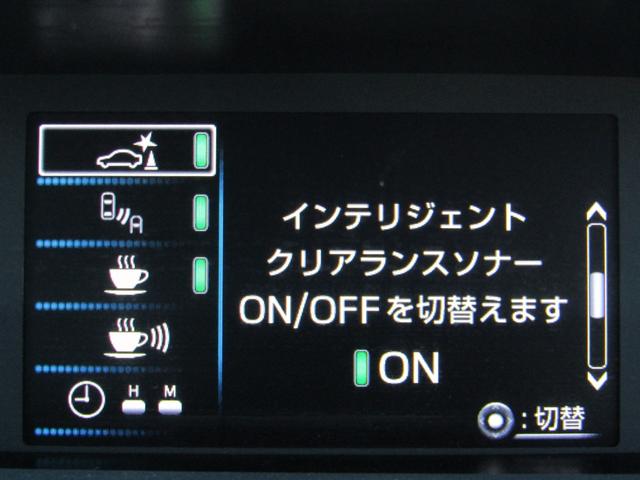 インテリジェント
クリアランスソナー
ON/OFFを切替えます
ON
H M
:切替